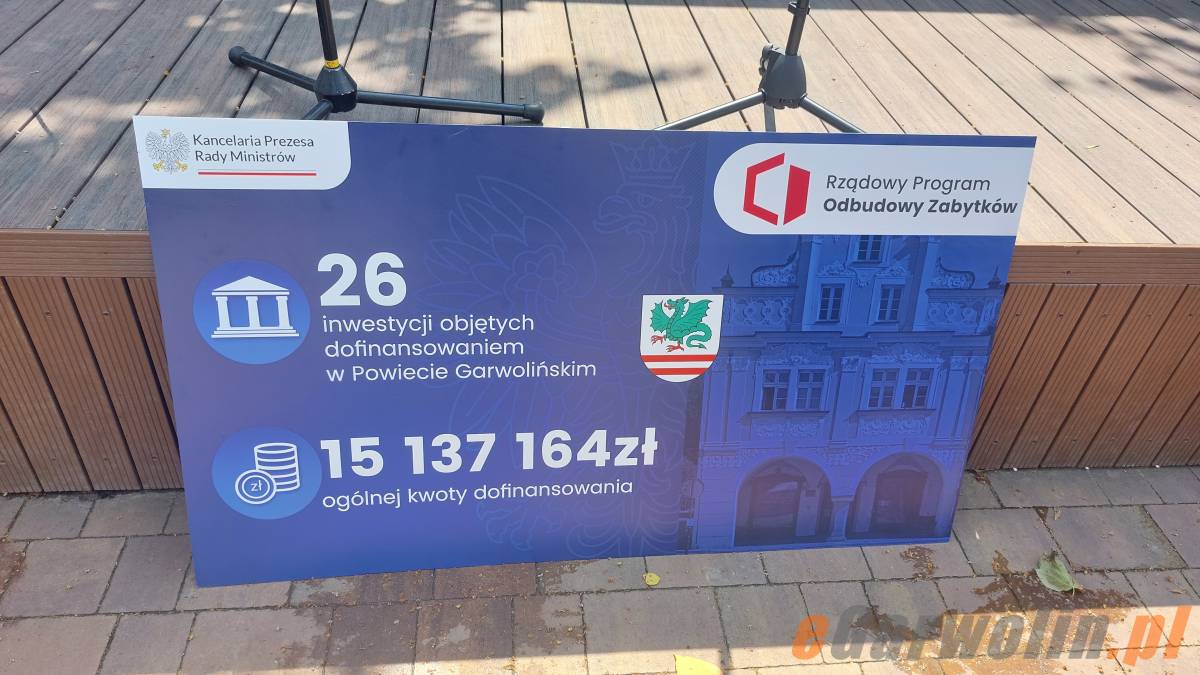 Kancelaria Prezesa
Rady Ministrów
Rządowy Program
Odbudowy Zabytków
26
inwestycji objętych
dofinansowaniem
w Powiecie Garwolińskim
zł
15 137 164zł
ogólnej kwoty dofinansowania
eGarwolin.pl